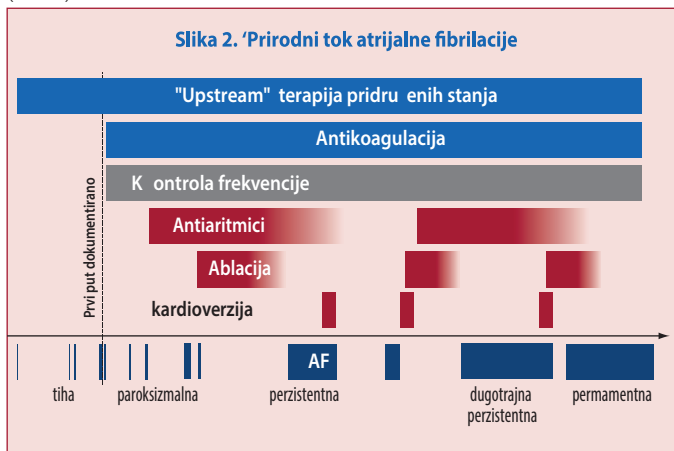 Slika 2. 'Prirodni tok atrijalne fibrilacije
"Upstream" terapija pridru enih stanja
Antikoagulacija
K ontrola frekvencije
Prvi put dokumentirano
Antiaritmici
Ablacija
kardioverzija
AF
tiha
paroksizmalna
perzistentna
dugotrajna
perzistentna
permamentna